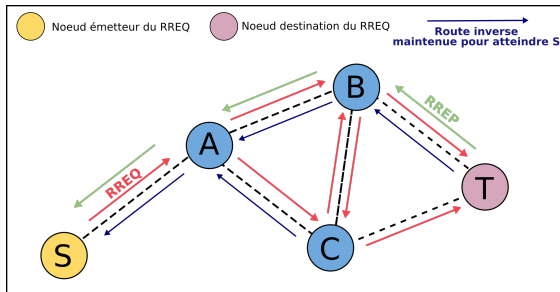 Noeud émetteur du RREQ
Noeud destination du RREQ
Route inverse
maintenue pour atteindre S
B
RREP
A
RREQ
T
C
S